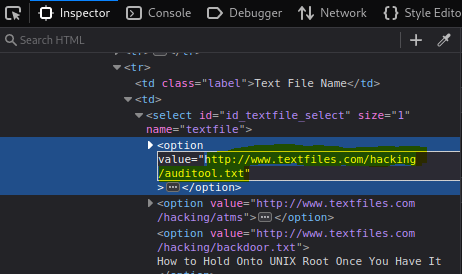 Inspector Console Debugger Network Style Edito
Search HTML
<tr> </tr>
<tr>
<td class="label">Text File Name</td>
<td>
<select id="id_textfile_select" size="1"
name="textfile">
<option
value="http://www.textfiles.com/hacking
/auditool.txt"
></option>
<option value="http://www.textfiles.com
/hacking/atms"></option>
<option value="http://www.textfiles.com
/hacking/backdoor.txt">
How to Hold Onto UNIX Root Once You Have It
</option>